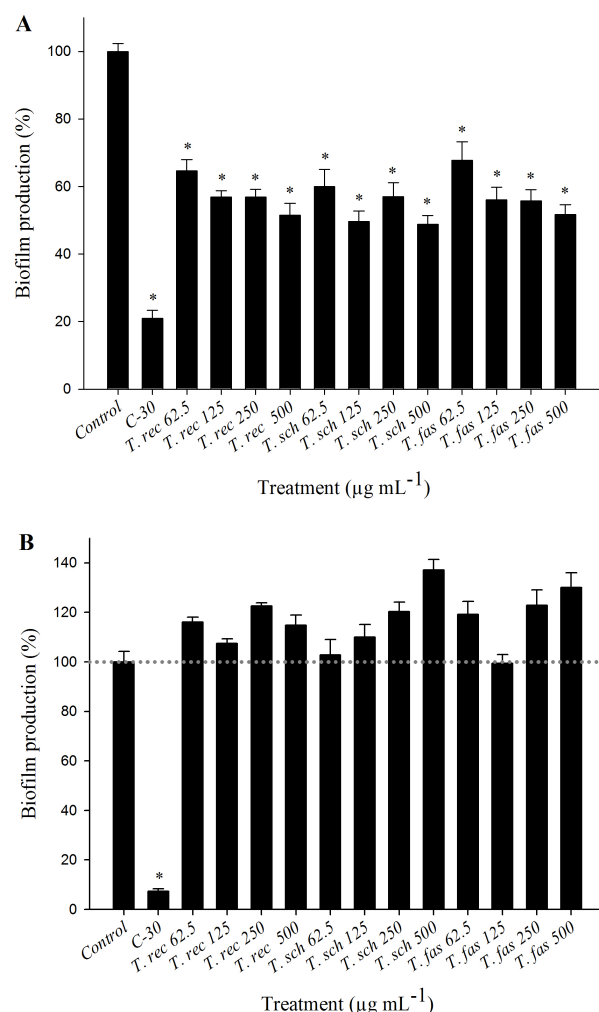 A
Biofilm production (%)
100
80
60
40
20
0
*
*
*
*
*
*
*
*
*
*
*
*
*
Control
C-30
T. rec 62.5
T. rec 125
T. rec 250
T. rec 500
T. sch 62.5
T. sch 125
T. sch 250
T. sch 500
T. fas 62.5
T. fas 125
T. fas 250
T. fas 500
Treatment (µg mL-1)
B
Biofilm production (%)
140
120
100
80
60
40
20
0
*
Control
C-30
T. rec 62.5
T. rec 125
T. rec 250
T. rec 500
T. sch 62.5
T. sch 125
T. sch 250
T. sch 500
T. fas 62.5
T. fas 125
T. fas 250
T. fas 500
Treatment (µg mL-1)